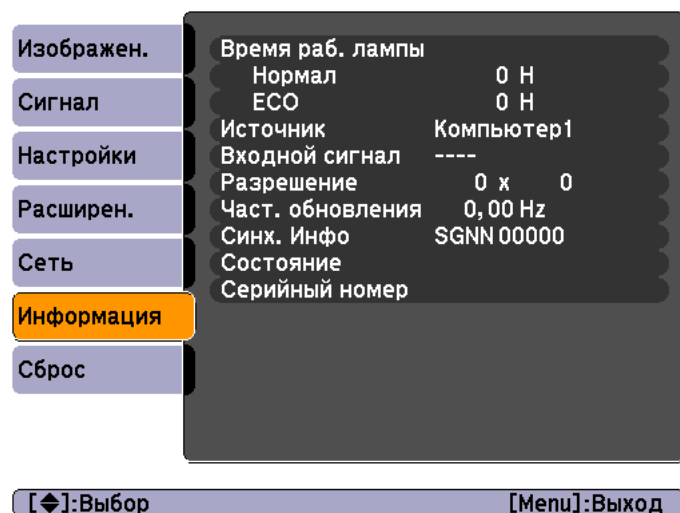 Изображен.
Сигнал
Настройки
Расширен.
Сеть
Информация
Сброс
Время раб. лампы
Нормал 0 H
ECO 0 H
Источник Компьютер1
Входной сигнал ----
Разрешение 0 x 0
Част. обновления 0,00 Hz
Синх. Инфо SGNN 00000
Состояние
Серийный номер
[◆]:Выбор [Menu]:Выход